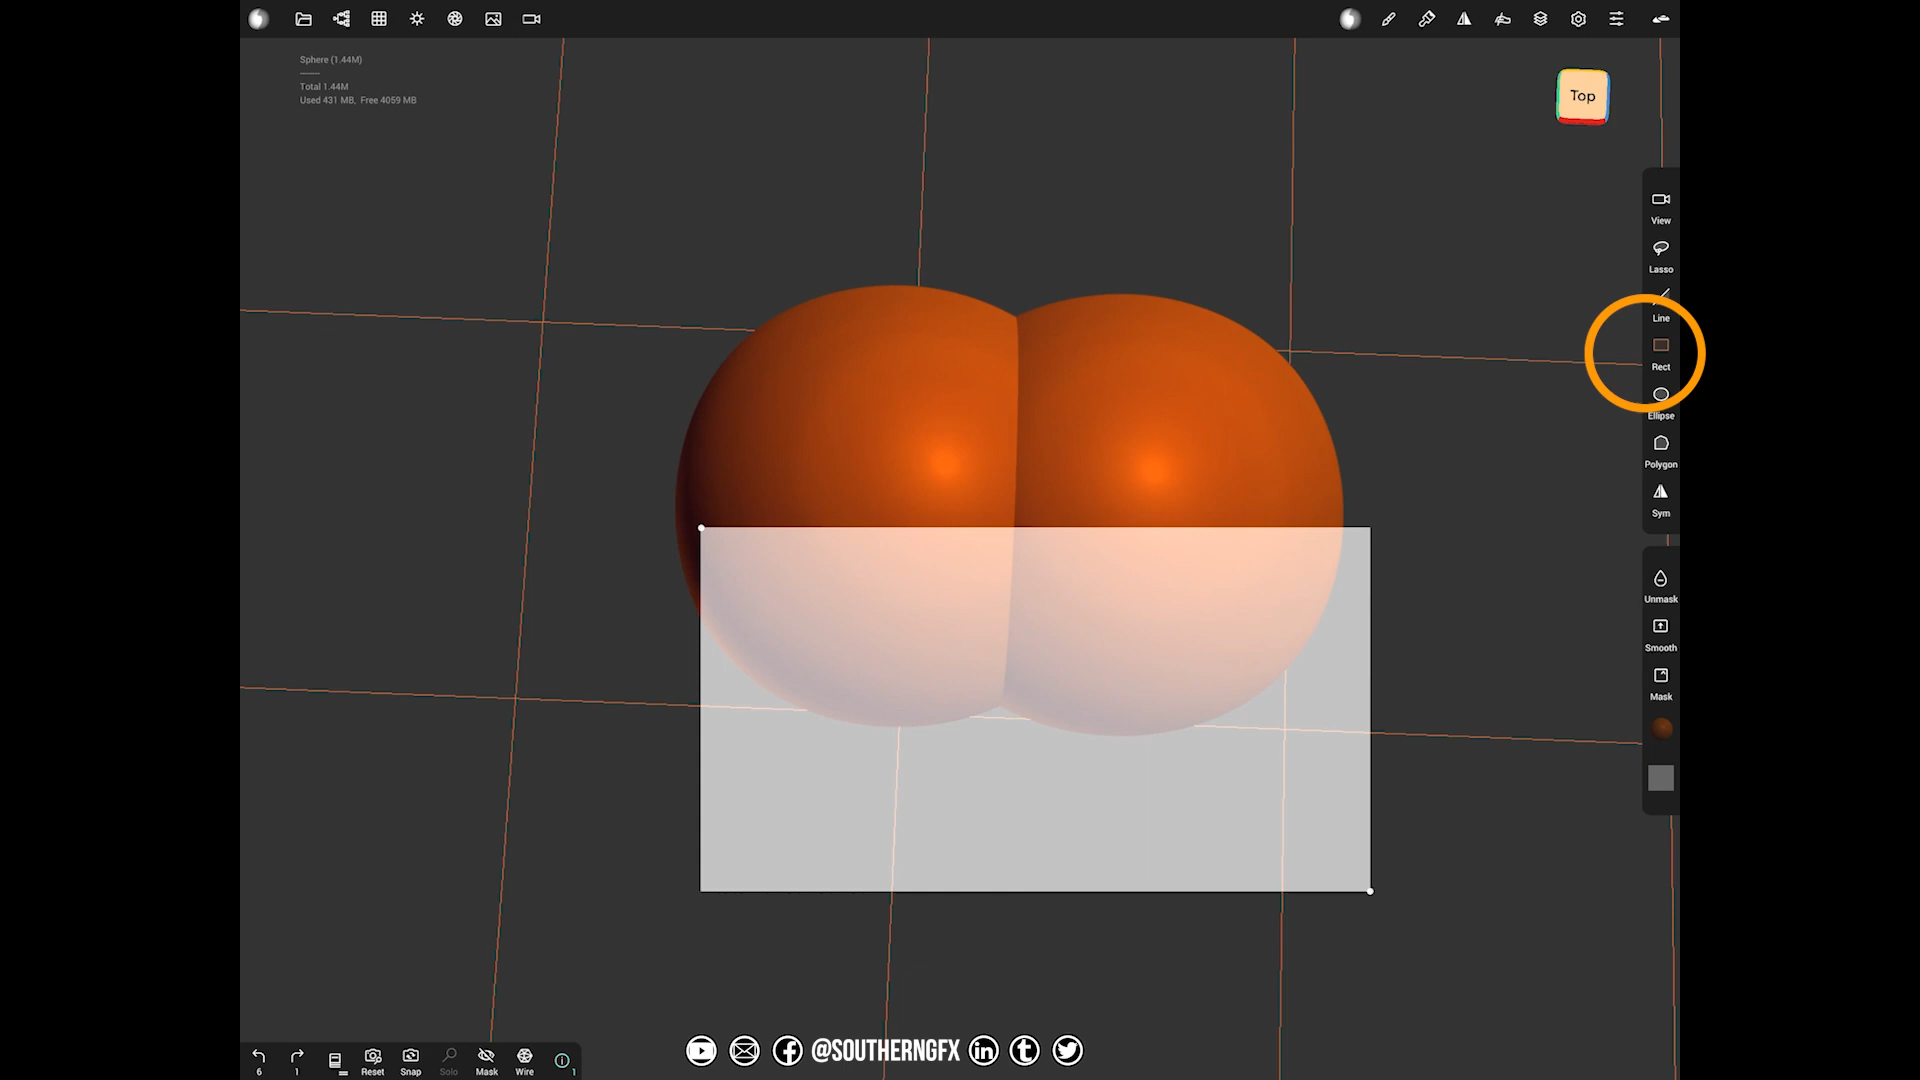 Sphere (1.44M)
Total 1.44M
Used 431 MB, Free 4059 MB
Top
View
Lasso
Line
Rect
Ellipse
Polygon
Sym
Unmask
Smooth
Mask
6
1
Reset
Snap
Solo
Mask
Wire
1
@SOUTHERNGFX